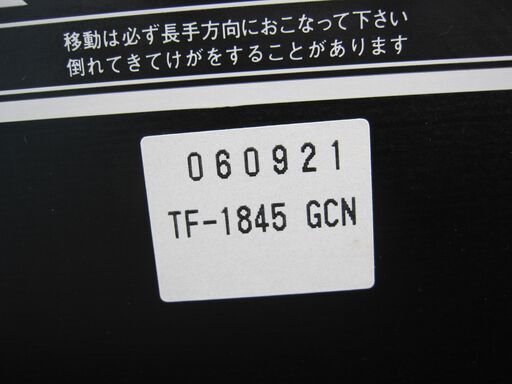 移動は必ず長手方向におこなって下さい
倒れてきてけがをすることがあります
060921
TF-1845 GCN